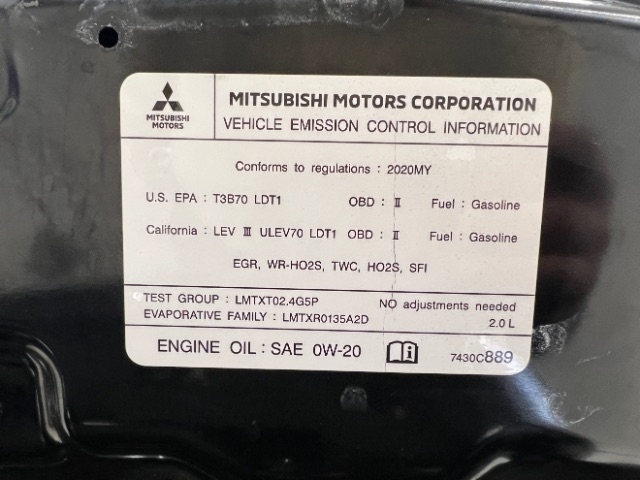 MITSUBISHI
MOTORS
MITSUBISHI MOTORS CORPORATION
VEHICLE EMISSION CONTROL INFORMATION
Conforms to regulations : 2020MY
U.S. EPA : T3B70 LDT1 OBD : II Fuel : Gasoline
California : LEV III ULEV70 LDT1 OBD : II Fuel : Gasoline
EGR, WR-HO2S, TWC, HO2S, SFI
TEST GROUP : LMTXT02.4G5P NO adjustments needed
EVAPORATIVE FAMILY : LMTXR0135A2D 2.0 L
ENGINE OIL : SAE 0W-20 7430C889